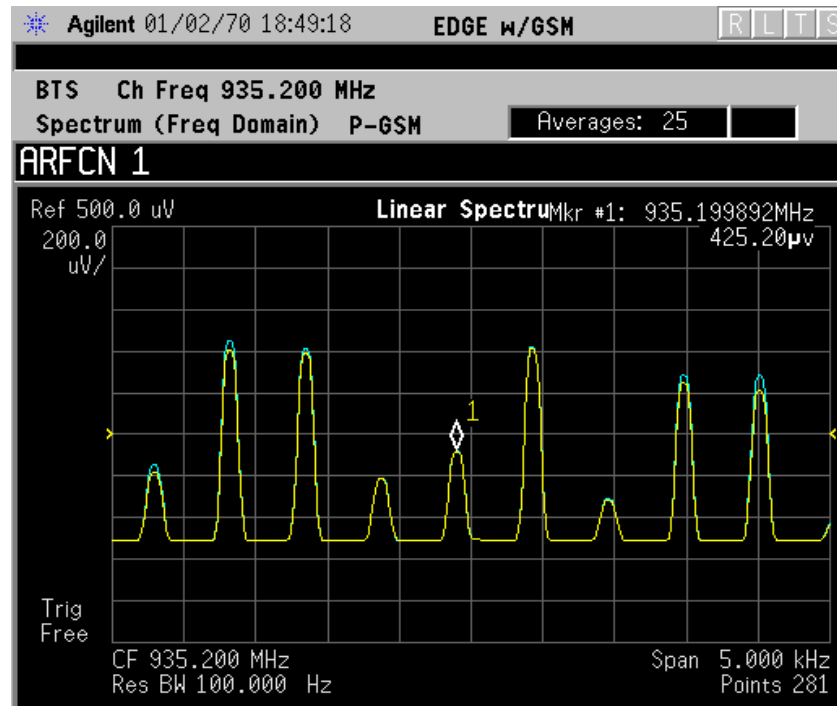 Agilent 01/02/70 18:49:18 EDGE w/GSM R L T S
BTS Ch Freq 935.200 MHz
Spectrum (Freq Domain) P-GSM Averages: 25
ARFCN 1
Ref 500.0 uV Linear SpectruMkr #1: 935.199892MHz
200.0 425.20µv
uV/
1
Trig
Free
CF 935.200 MHz Span 5.000 kHz
Res BW 100.000 Hz Points 281